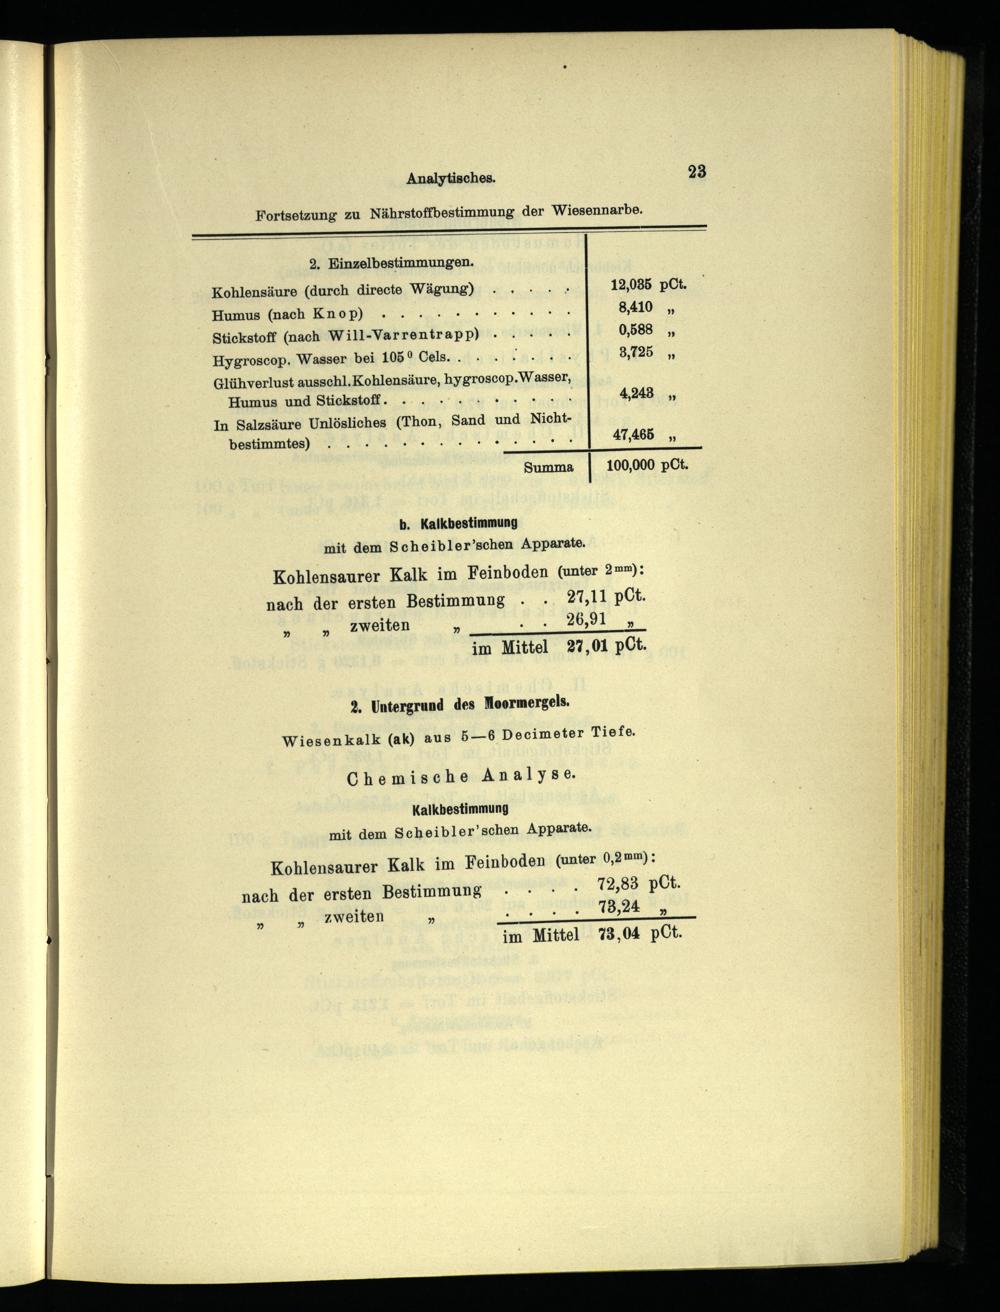 Analytisches. 23
Fortsetzung zu Nährstoffbestimmung der Wiesennarbe.
2. Einzelbestimmungen.
Kohlensäure (durch directe Wägung) . . . . . 12,035 pCt.
Humus (nach Knop) . . . . . . . . . . . 8,410 „
Stickstoff (nach Will-Varrentrapp) . . . . . 0,588 „
Hygroscop. Wasser bei 105⁰ Cels. . . . . . . . 3,725 „
Glühverlust ausschl. Kohlensäure, hygroscop. Wasser,
Humus und Stickstoff. . . . . . . . . . . 4,243 „
In Salzsäure Unlösliches (Thon, Sand und Nicht-
bestimmtes) . . . . . . . . . . . . . . 47,465 „
Summa 100,000 pCt.
b. Kalkbestimmung
mit dem Scheibler'schen Apparate.
Kohlensaurer Kalk im Feinboden (unter 2mm):
nach der ersten Bestimmung . . 27,11 pCt.
„ „ zweiten „ . . 26,91 „
im Mittel 27,01 pCt.
2. Untergrund des Moormergels.
Wiesenkalk (ak) aus 5—6 Decimeter Tiefe.
Chemische Analyse.
Kalkbestimmung
mit dem Scheibler'schen Apparate.
Kohlensaurer Kalk im Feinboden (unter 0,2mm):
nach der ersten Bestimmung . . . . 72,83 pCt.
„ „ zweiten „ . . . . 73,24 „
im Mittel 73,04 pCt.